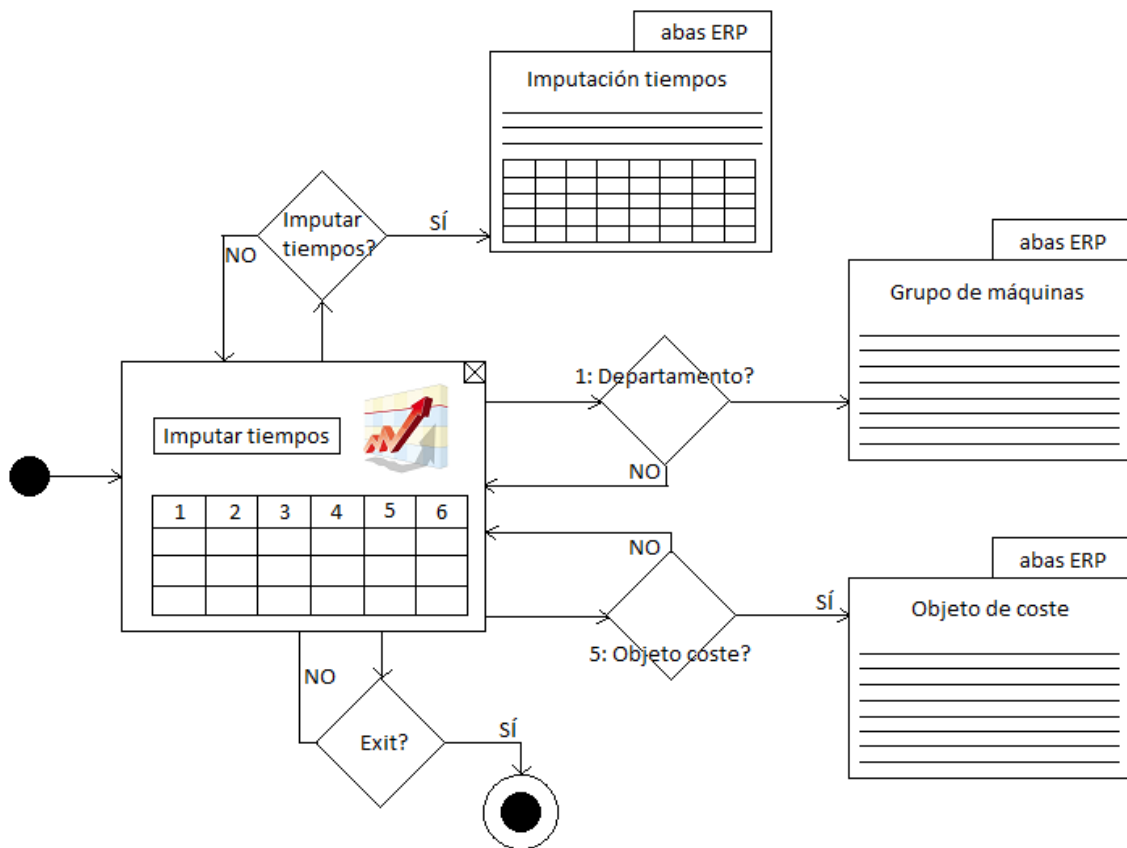 abas ERP
Imputación tiempos
Imputar
tiempos?
SÍ
NO
abas ERP
Grupo de máquinas
1: Departamento?
NO
Imputar tiempos
1 2 3 4 5 6
NO
abas ERP
Objeto de coste
SÍ
5: Objeto coste?
NO
Exit?
SÍ